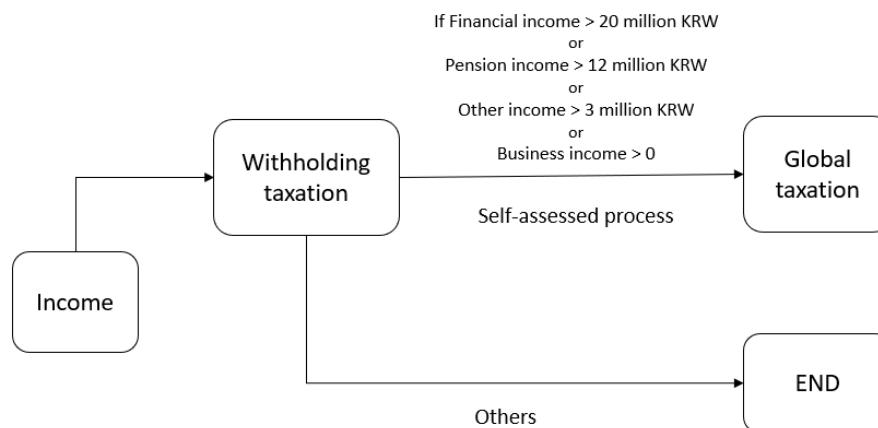 If Financial income > 20 million KRW
or
Pension income > 12 million KRW
or
Other income > 3 million KRW
or
Business income > 0
Withholding
taxation
Global
taxation
Self-assessed process
Income
END
Others